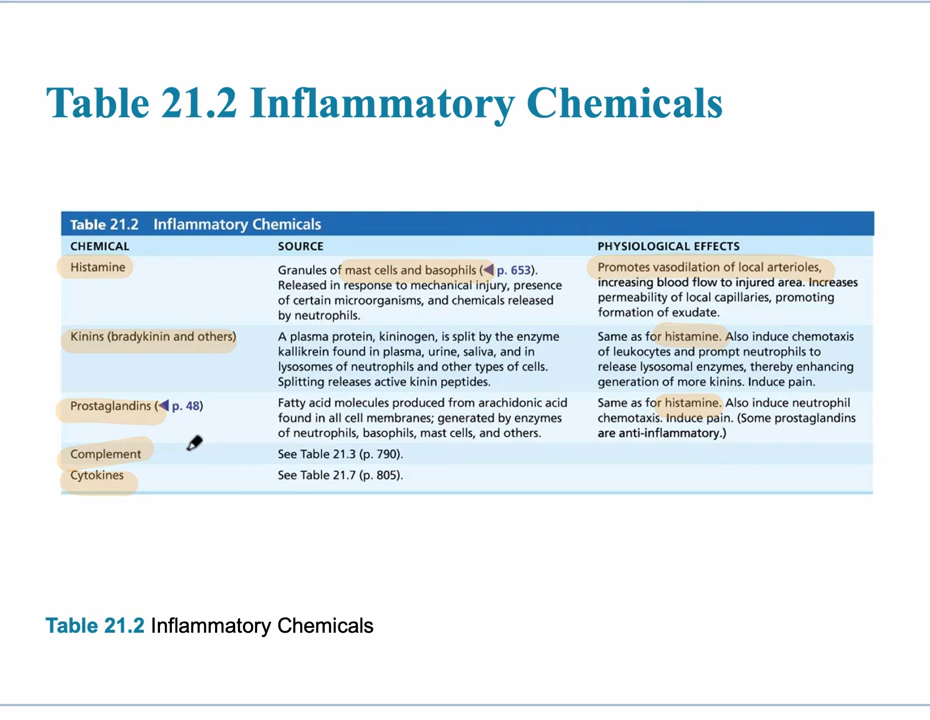 Table 21.2 Inflammatory Chemicals
Table 21.2 Inflammatory Chemicals
CHEMICAL SOURCE PHYSIOLOGICAL EFFECTS
Histamine
Granules of mast cells and basophils (◀ p. 653).
Released in response to mechanical injury, presence
of certain microorganisms, and chemicals released
by neutrophils.
Promotes vasodilation of local arterioles,
increasing blood flow to injured area. Increases
permeability of local capillaries, promoting
formation of exudate.
Kinins (bradykinin and others)
A plasma protein, kininogen, is split by the enzyme
kallikrein found in plasma, urine, saliva, and in
lysosomes of neutrophils and other types of cells.
Splitting releases active kinin peptides.
Same as for histamine. Also induce chemotaxis
of leukocytes and prompt neutrophils to
release lysosomal enzymes, thereby enhancing
generation of more kinins. Induce pain.
Prostaglandins (◀ p. 48)
Fatty acid molecules produced from arachidonic acid
found in all cell membranes; generated by enzymes
of neutrophils, basophils, mast cells, and others.
Same as for histamine. Also induce neutrophil
chemotaxis. Induce pain. (Some prostaglandins
are anti-inflammatory.)
Complement See Table 21.3 (p. 790).
Cytokines See Table 21.7 (p. 805).
Table 21.2 Inflammatory Chemicals